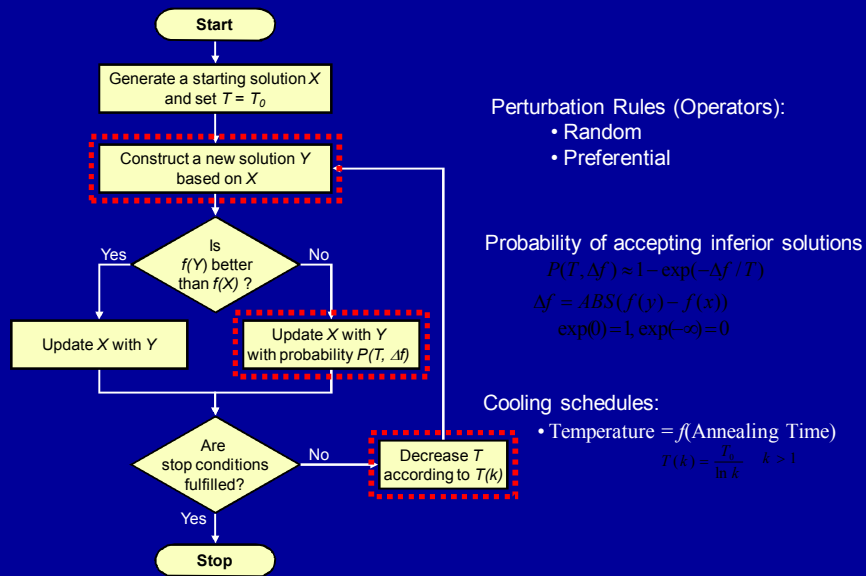 Start
Generate a starting solution X
and set T = T₀
Construct a new solution Y
based on X
Is
f(Y) better
than f(X) ?
Yes
No
Update X with Y
Update X with Y
with probability P(T, Δf)
Are
stop conditions
fulfilled?
No
Decrease T
according to T(k)
Yes
Stop
Perturbation Rules (Operators):
• Random
• Preferential
Probability of accepting inferior solutions
P(T, Δf) ≈ 1 − exp(−Δf / T)
Δf = ABS(f(y) − f(x))
exp(0) = 1, exp(−∞) = 0
Cooling schedules:
• Temperature = f(Annealing Time)
T(k) = / ln k k > 1